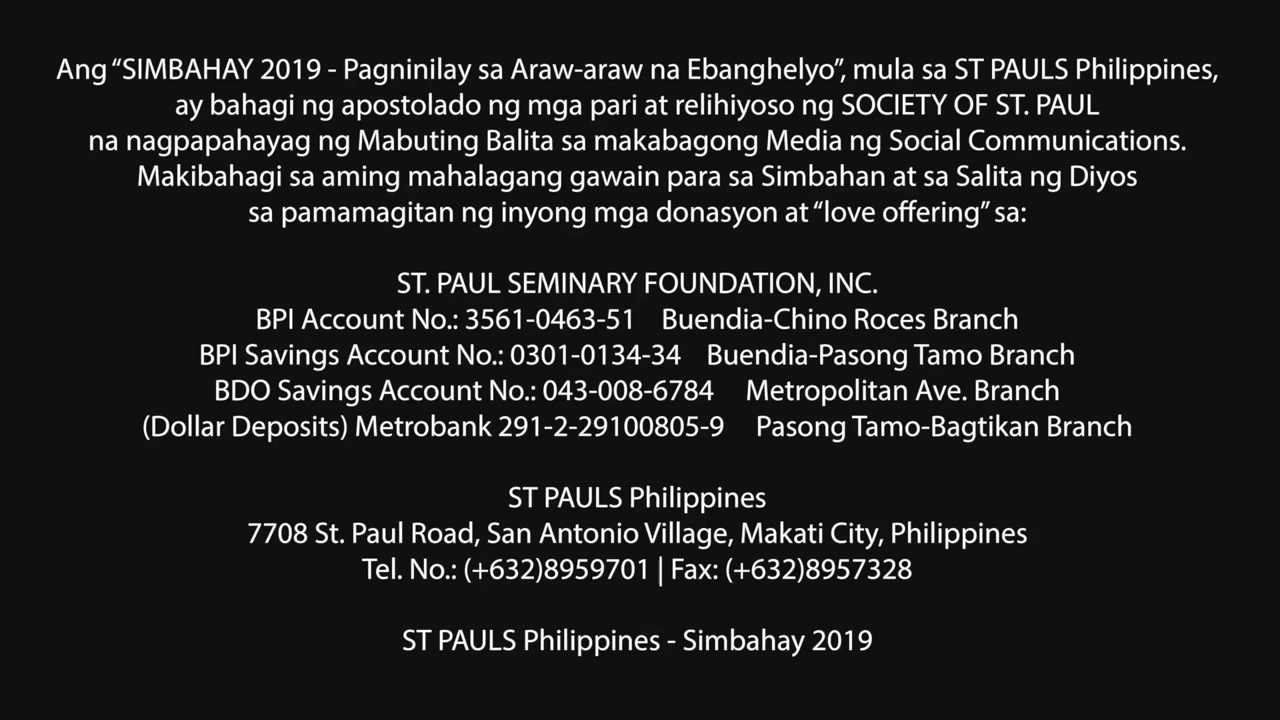 Ang “SIMBAHAY 2019 - Pagninilay sa Araw-araw na Ebanghelyo”, mula sa ST PAULS Philippines,
ay bahagi ng apostolado ng mga pari at relihiyoso ng SOCIETY OF ST. PAUL
na nagpapahayag ng Mabuting Balita sa makabagong Media ng Social Communications.
Makibahagi sa aming mahalagang gawain para sa Simbahan at sa Salita ng Diyos
sa pamamagitan ng inyong mga donasyon at “love offering” sa:
ST. PAUL SEMINARY FOUNDATION, INC.
BPI Account No.: 3561-0463-51 Buendia-Chino Roces Branch
BPI Savings Account No.: 0301-0134-34 Buendia-Pasong Tamo Branch
BDO Savings Account No.: 043-008-6784 Metropolitan Ave. Branch
(Dollar Deposits) Metrobank 291-2-29100805-9 Pasong Tamo-Bagtikan Branch
ST PAULS Philippines
7708 St. Paul Road, San Antonio Village, Makati City, Philippines
Tel. No.: (+632)8959701 | Fax: (+632)8957328
ST PAULS Philippines - Simbahay 2019